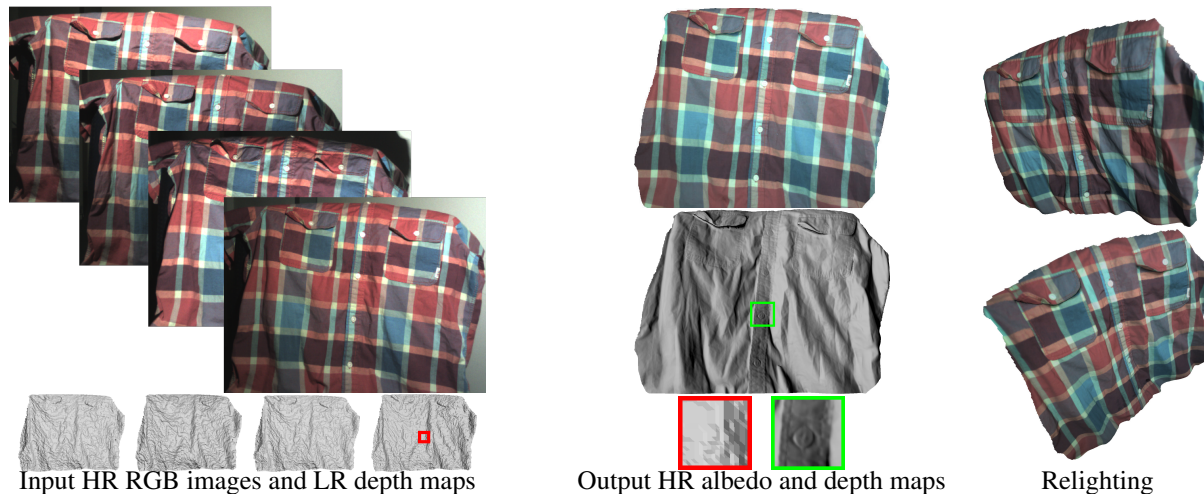 Input HR RGB images and LR depth maps
Output HR albedo and depth maps
Relighting